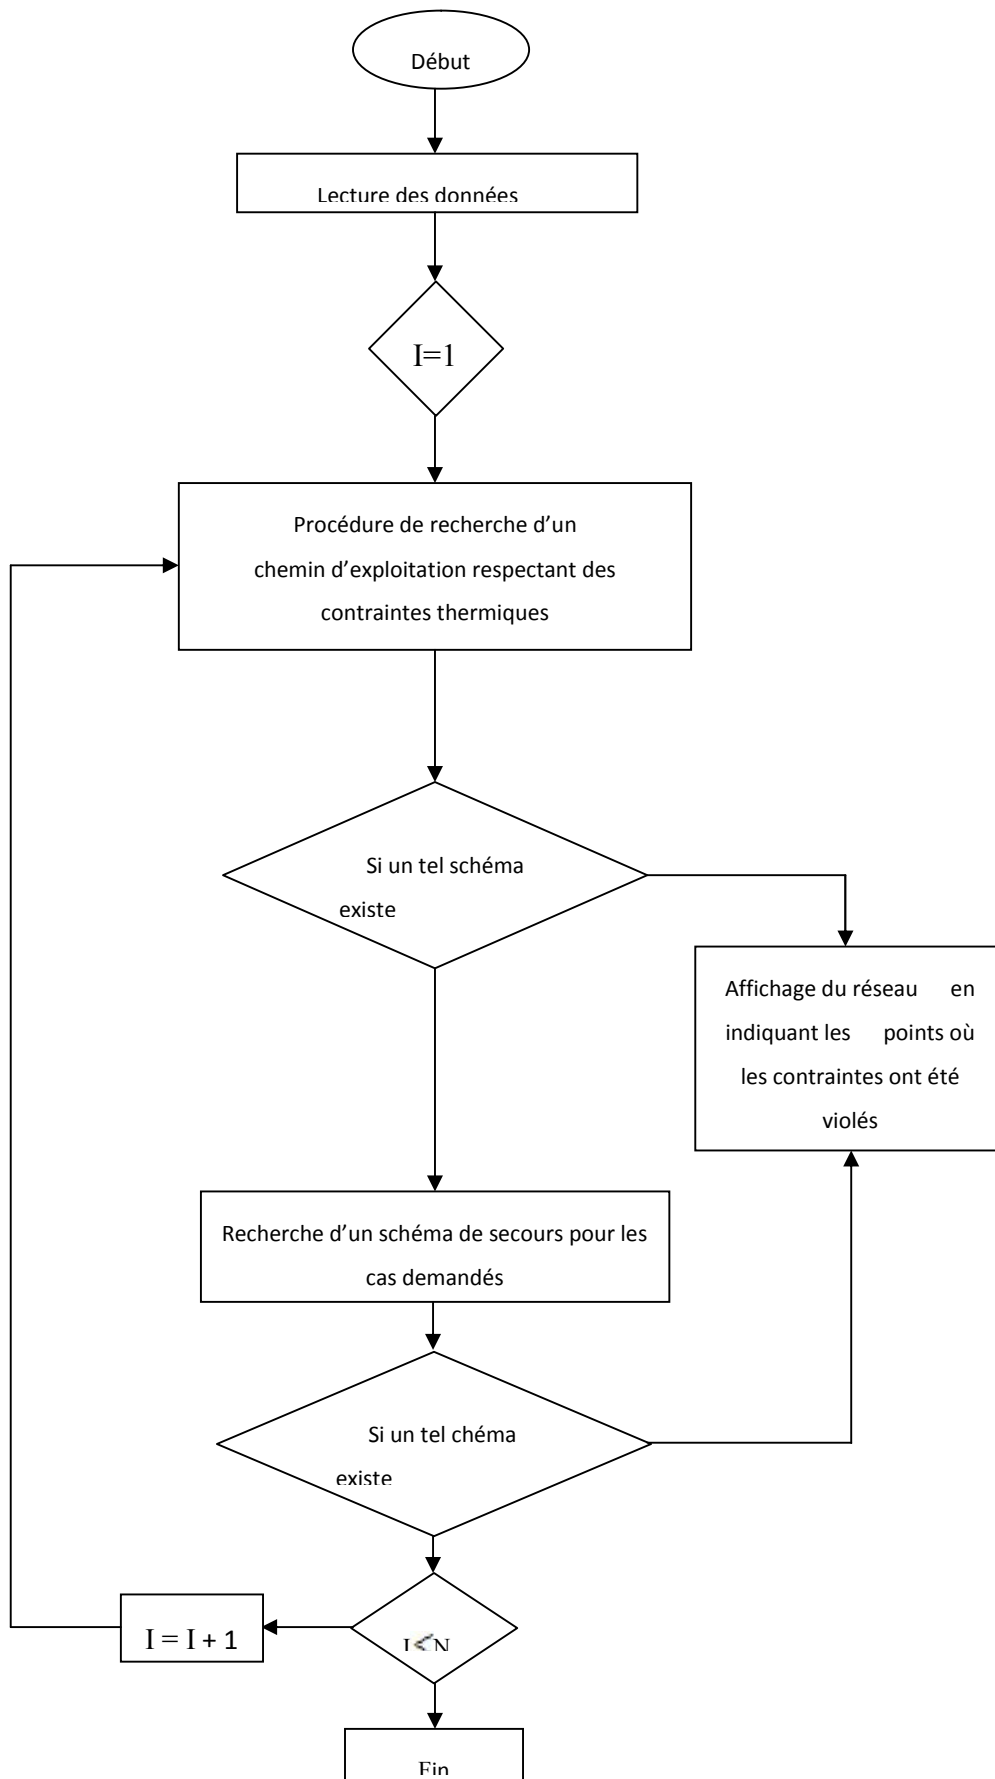 Début
Lecture des données
I=1
Procédure de recherche d’un
chemin d’exploitation respectant des
contraintes thermiques
Si un tel schéma
existe
Affichage du réseau en
indiquant les points où
les contraintes ont été
violés
Recherche d’un schéma de secours pour les
cas demandés
Si un tel chéma
existe
I = I + 1
I<N
Fin